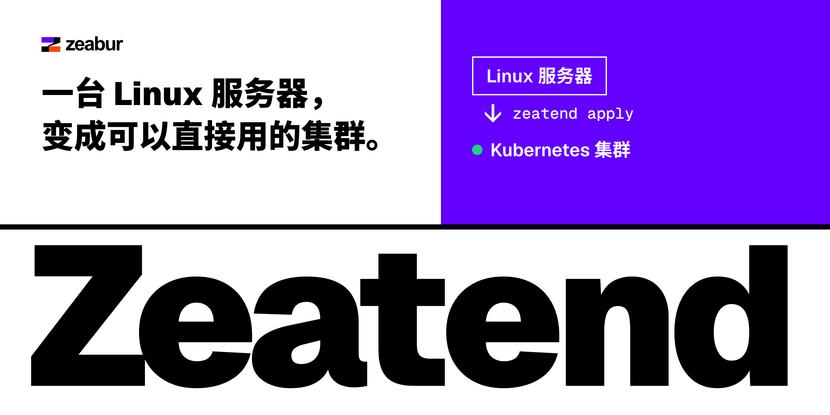 zeabur
一台 Linux 服务器，
变成可以直接用的集群。
Linux 服务器
↓ zeatend apply
Kubernetes 集群
Zeatend